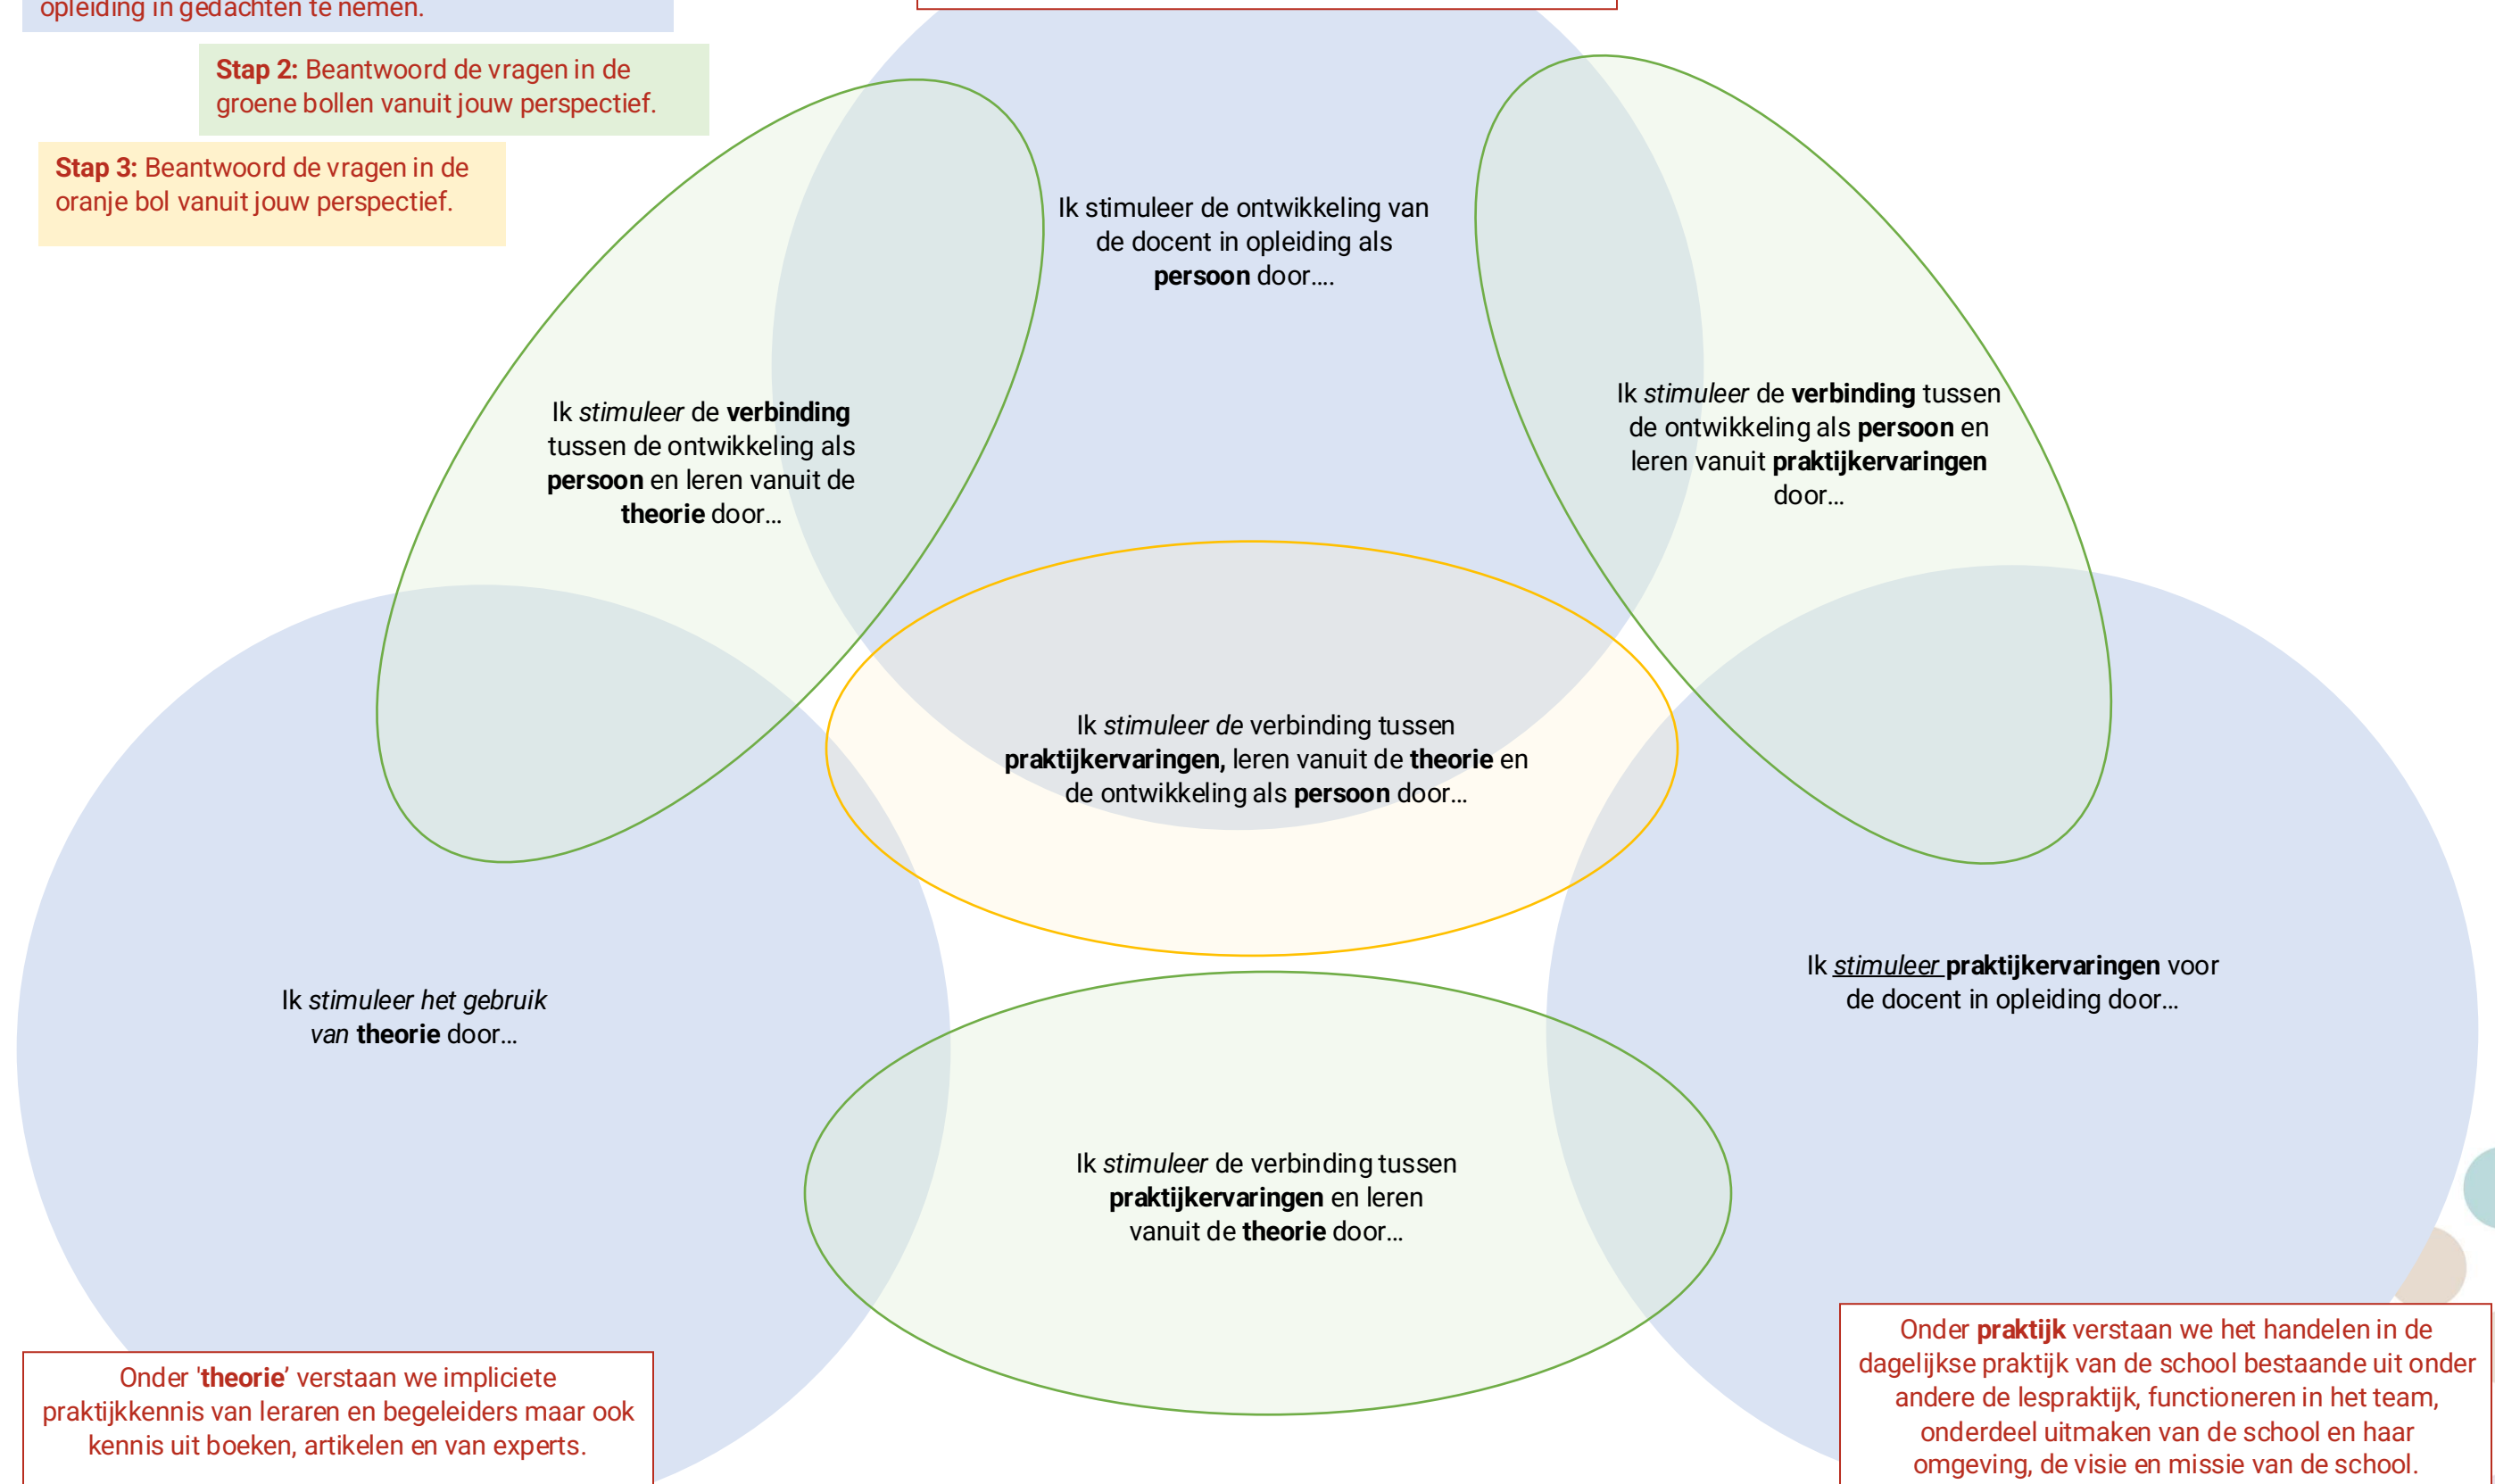 opleiding in gedachten te nemen.
Stap 2: Beantwoord de vragen in de
groene bollen vanuit jouw perspectief.
Stap 3: Beantwoord de vragen in de
oranje bol vanuit jouw perspectief.
Ik stimuleer de ontwikkeling van
de docent in opleiding als
persoon door....
Ik stimuleer de verbinding
tussen de ontwikkeling als
persoon en leren vanuit de
theorie door...
Ik stimuleer de verbinding tussen
de ontwikkeling als persoon en
leren vanuit praktijkervaringen
door...
Ik stimuleer de verbinding tussen
praktijkervaringen, leren vanuit de theorie en
de ontwikkeling als persoon door...
Ik stimuleer het gebruik
van theorie door...
Ik stimuleer praktijkervaringen voor
de docent in opleiding door...
Ik stimuleer de verbinding tussen
praktijkervaringen en leren
vanuit de theorie door...
Onder 'theorie’ verstaan we impliciete
praktijkkennis van leraren en begeleiders maar ook
kennis uit boeken, artikelen en van experts.
Onder praktijk verstaan we het handelen in de
dagelijkse praktijk van de school bestaande uit onder
andere de lespraktijk, functioneren in het team,
onderdeel uitmaken van de school en haar
omgeving, de visie en missie van de school.